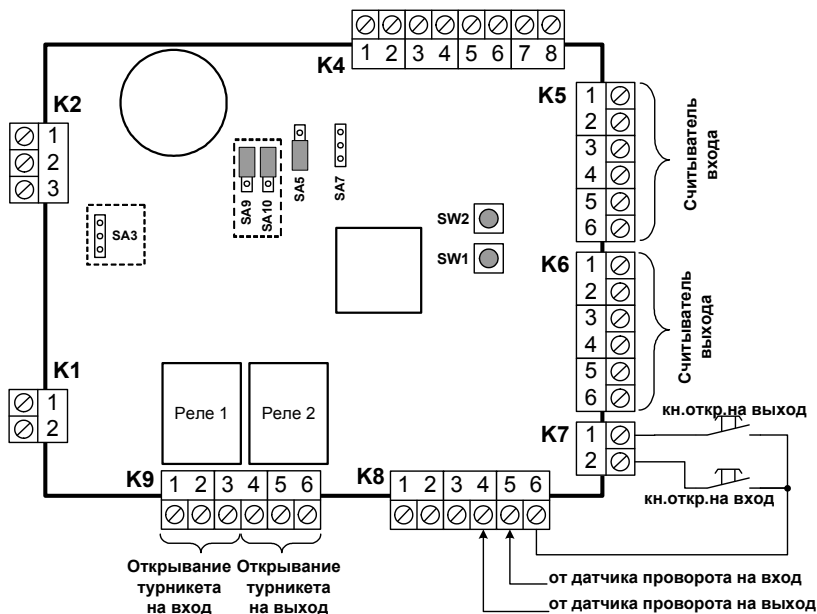 K4
1 2 3 4 5 6 7 8
K2
1
2
3
SA3
SA9
SA10
SA5
SA7
SW2
SW1
K5
1
2
3
4
5
6
Считыватель
входа
K6
1
2
3
4
5
6
Считыватель
выхода
K1
1
2
Реле 1
Реле 2
K7
1
2
кн.откр.на выход
кн.откр.на вход
K9
1 2 3 4 5 6
K8
1 2 3 4 5 6
Открывание
турникета
на вход
Открывание
турникета
на выход
от датчика проворота на вход
от датчика проворота на выход